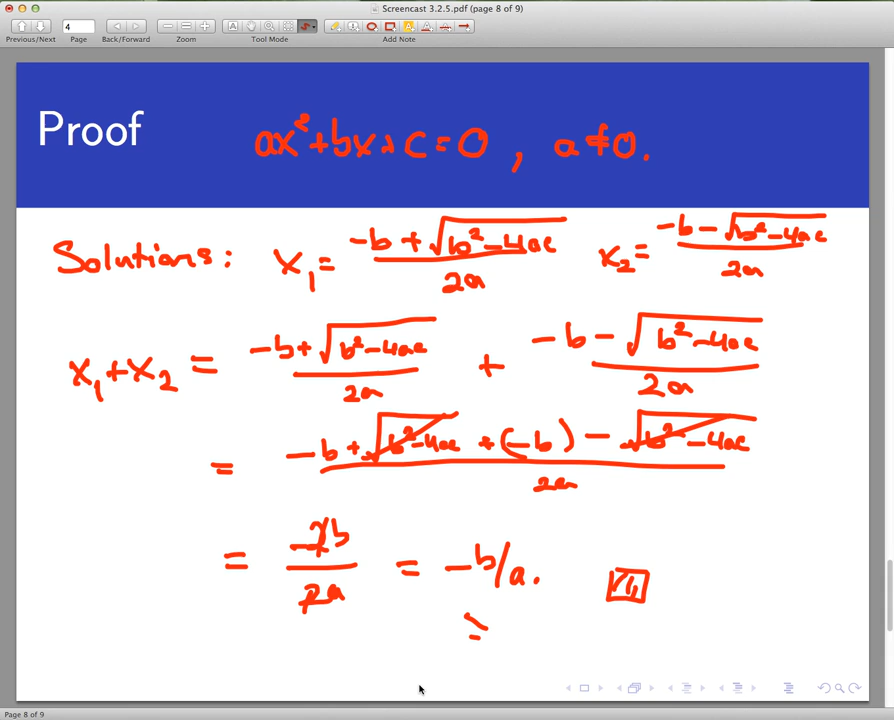 Screencast 3.2.5.pdf (page 8 of 9)
4
Previous/Next Page Back/Forward Zoom Tool Mode Add Note
Proof ax²+bx+c=0, a≠0.
Solutions: x₁ = (-b + √(b²-4ac))/2a x₂ = (-b - √(b²-4ac))/2a
x₁+x₂ = (-b + √(b²-4ac))/2a + (-b - √(b²-4ac))/2a
= (-b + √(b²-4ac) + (-b) - √(b²-4ac))/2a
= -2b/2a = -b/a.
Page 8 of 9